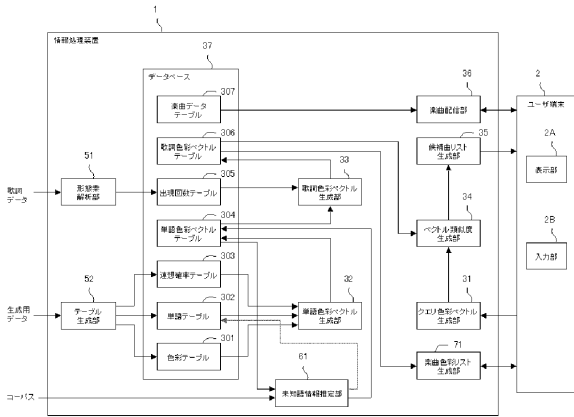 1
情報処理装置
37
データベース
307
楽曲データ
テーブル
306
歌詞色彩ベクトル
テーブル
305
出現回数テーブル
304
単語色彩ベクトル
テーブル
303
連想確率テーブル
302
単語テーブル
301
色彩テーブル
歌詞
データ
51
形態素
解析部
生成用
データ
52
テーブル
生成部
コーパス
33
歌詞色彩ベクトル
生成部
32
単語色彩ベクトル
生成部
61
未知語情報推定部
36
楽曲配信部
35
候補曲リスト
生成部
34
ベクトル類似度
生成部
31
クエリ色彩ベクトル
生成部
71
楽曲色彩リスト
生成部
2
ユーザ端末
2A
表示部
2B
入力部